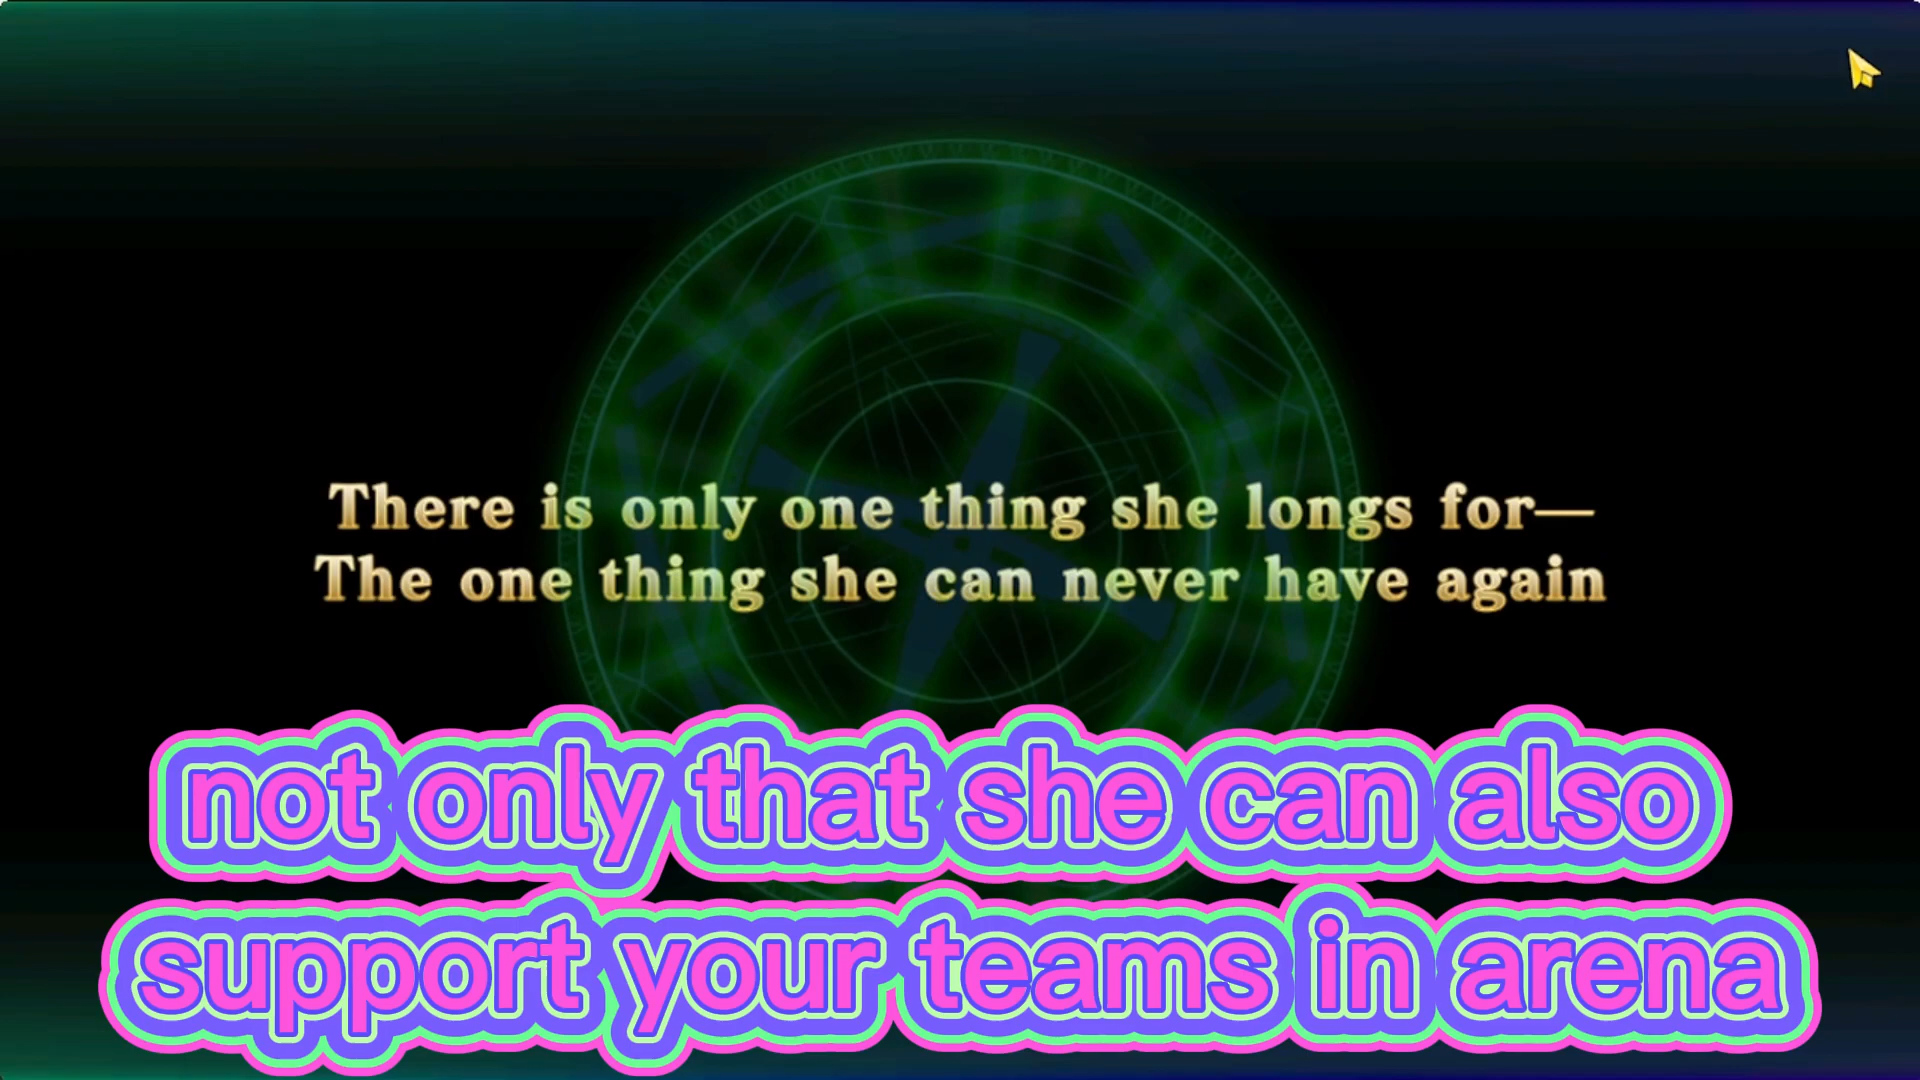 There is only one thing she longs for—
The one thing she can never have again
not only that she can also
support your teams in arena